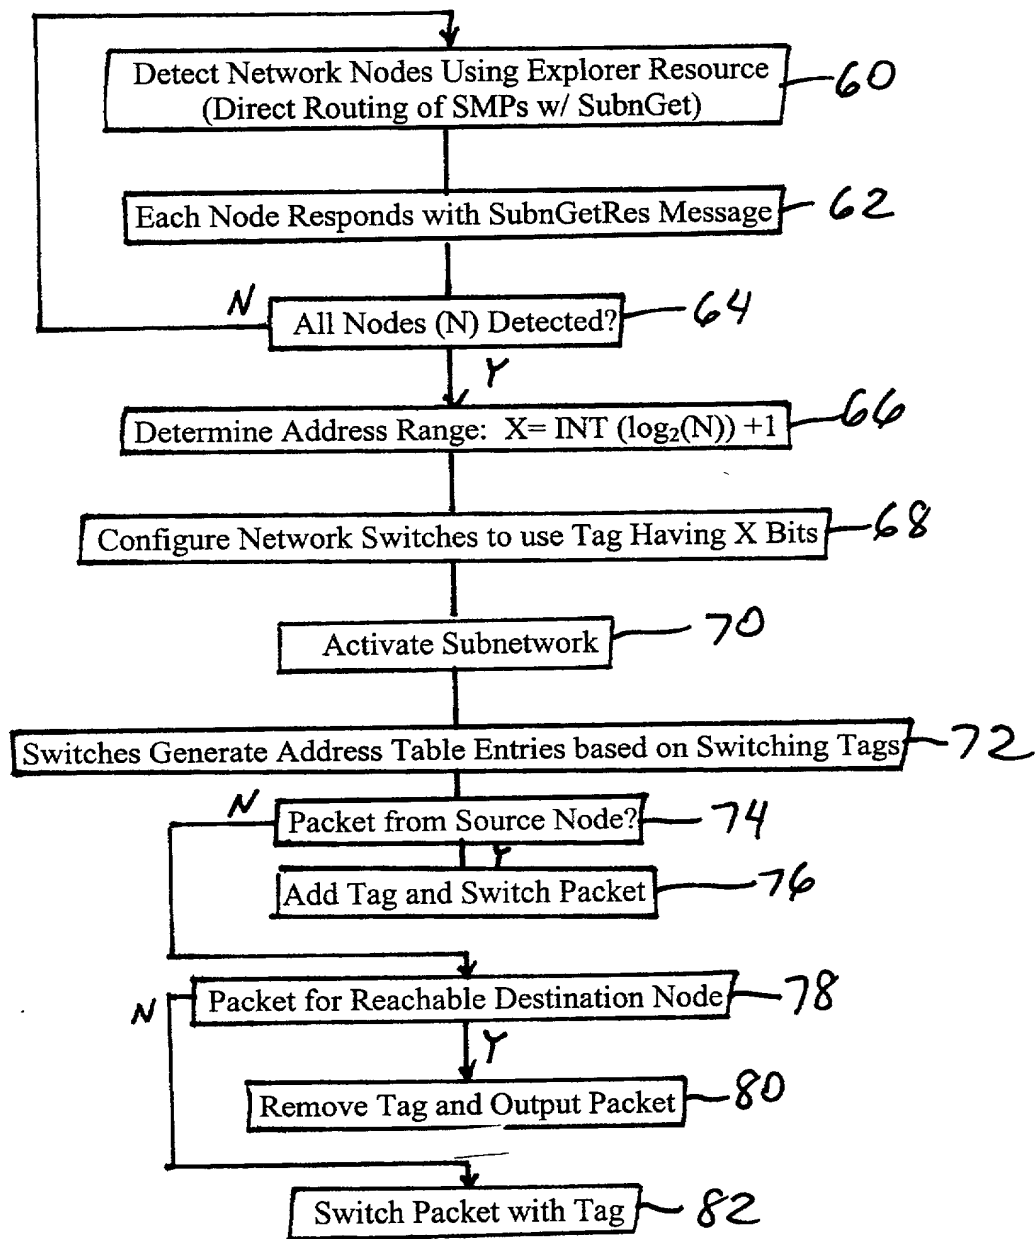 Detect Network Nodes Using Explorer Resource 60
(Direct Routing of SMPs w/ SubnGet)
Each Node Responds with SubnGetRes Message 62
N
All Nodes (N) Detected? 64
Y
Determine Address Range: X= INT (log₂(N)) +1 66
Configure Network Switches to use Tag Having X Bits 68
Activate Subnetwork 70
Switches Generate Address Table Entries based on Switching Tags 72
N
Packet from Source Node? 74
Y
Add Tag and Switch Packet 76
N Packet for Reachable Destination Node 78
Y
Remove Tag and Output Packet 80
Switch Packet with Tag 82